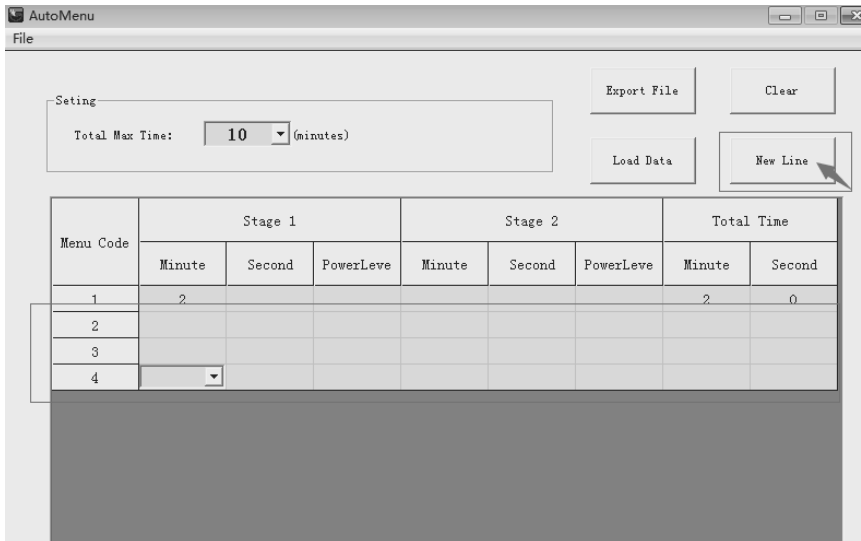 AutoMenu
File
Export File
Clear
Seting
Total Max Time: 10 (minutes)
Load Data
New Line
Menu Code
Stage 1
Stage 2
Total Time
Minute Second PowerLeve Minute Second PowerLeve Minute Second
1 2 2 0
2
3
4